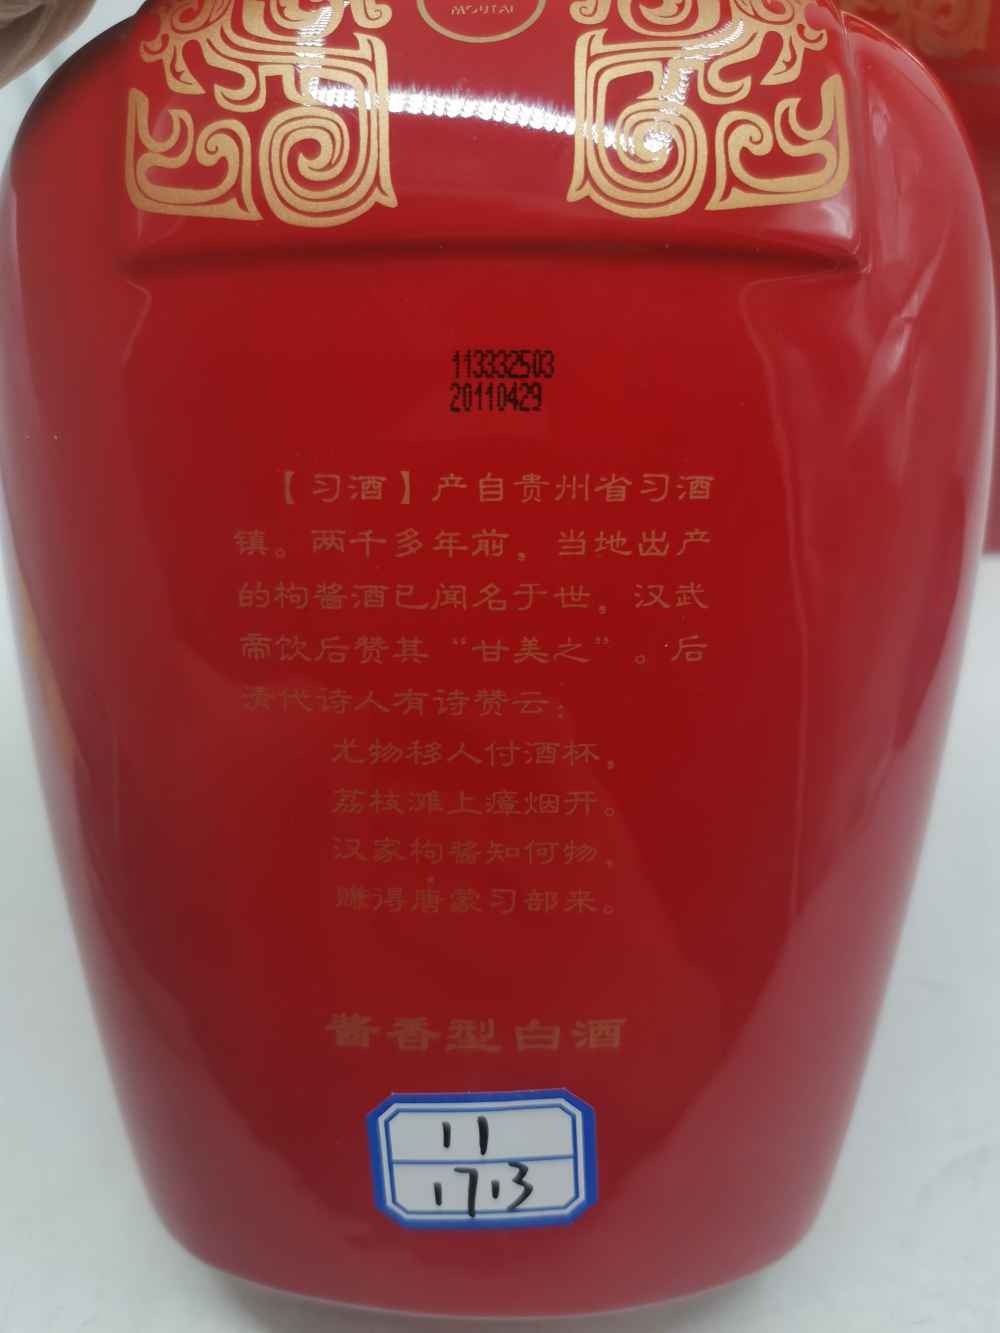 MOUTAI
113332503
20110429
【习酒】产自贵州省习酒
镇。两千多年前，当地出产
的枸酱酒已闻名于世，汉武
帝饮后赞其“甘美之”。后
清代诗人有诗赞云：
尤物移人付酒杯，
荔枝滩上瘴烟开。
汉家枸酱知何物，
赚得唐蒙习部来。
酱香型白酒
11
1713